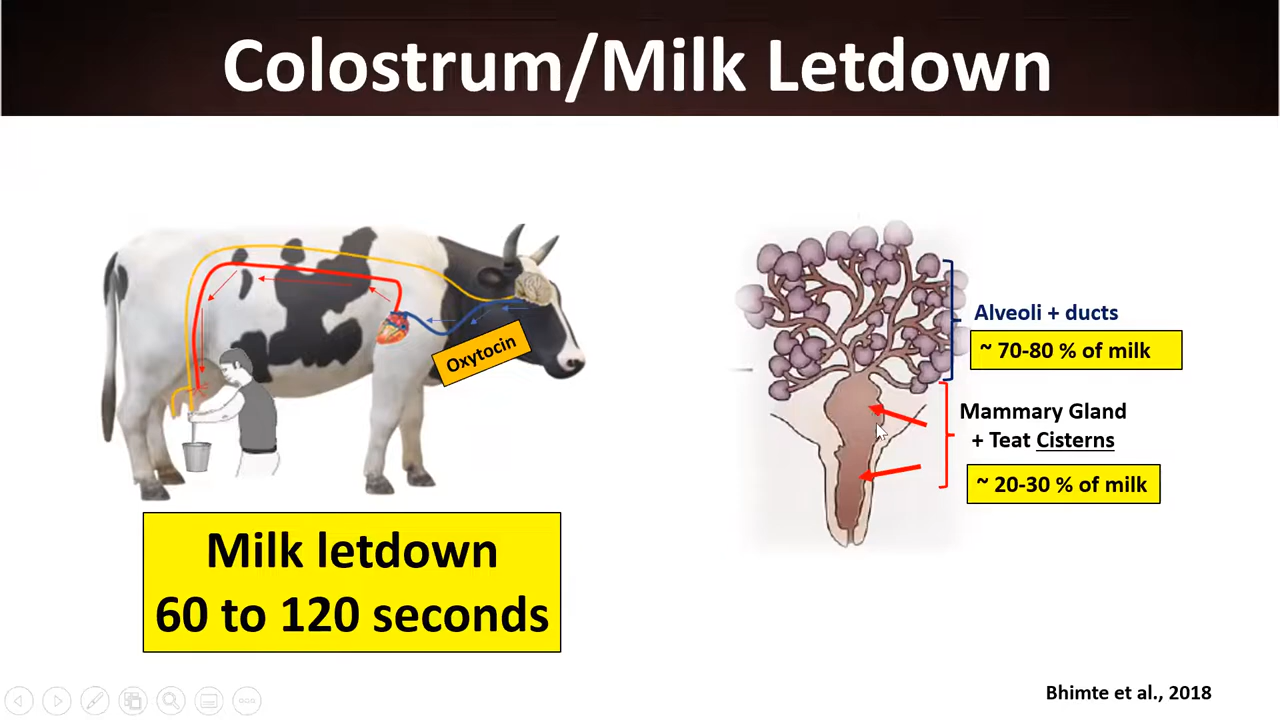 Colostrum/Milk Letdown
Oxytocin
Milk letdown
60 to 120 seconds
Alveoli + ducts
~ 70-80 % of milk
Mammary Gland
+ Teat Cisterns
~ 20-30 % of milk
Bhimte et al., 2018